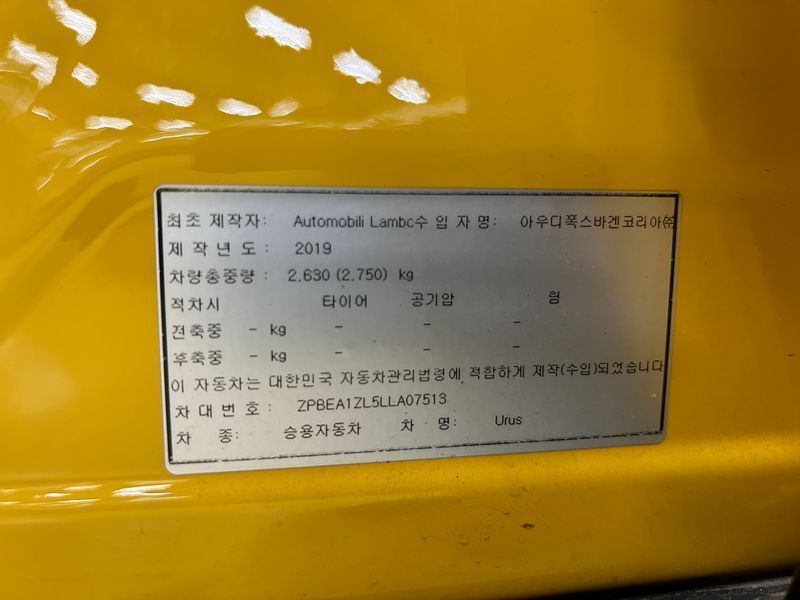 최초 제작자: Automobili Lambc수 입 자 명: 아우디폭스바겐코리아㈜
제 작 년 도 : 2019
차량총중량 : 2.630 (2.750) kg
적차시 타이어 공기압 럼
전축중 - kg - - -
후축중 - kg - - -
이 자동차는 대한민국 자동차관리법령에 적합하게 제작(수입)되였습니다
차 대 번 호 : ZPBEA1ZL5LLA07513
차 종: 승용자동차 차 명: Urus